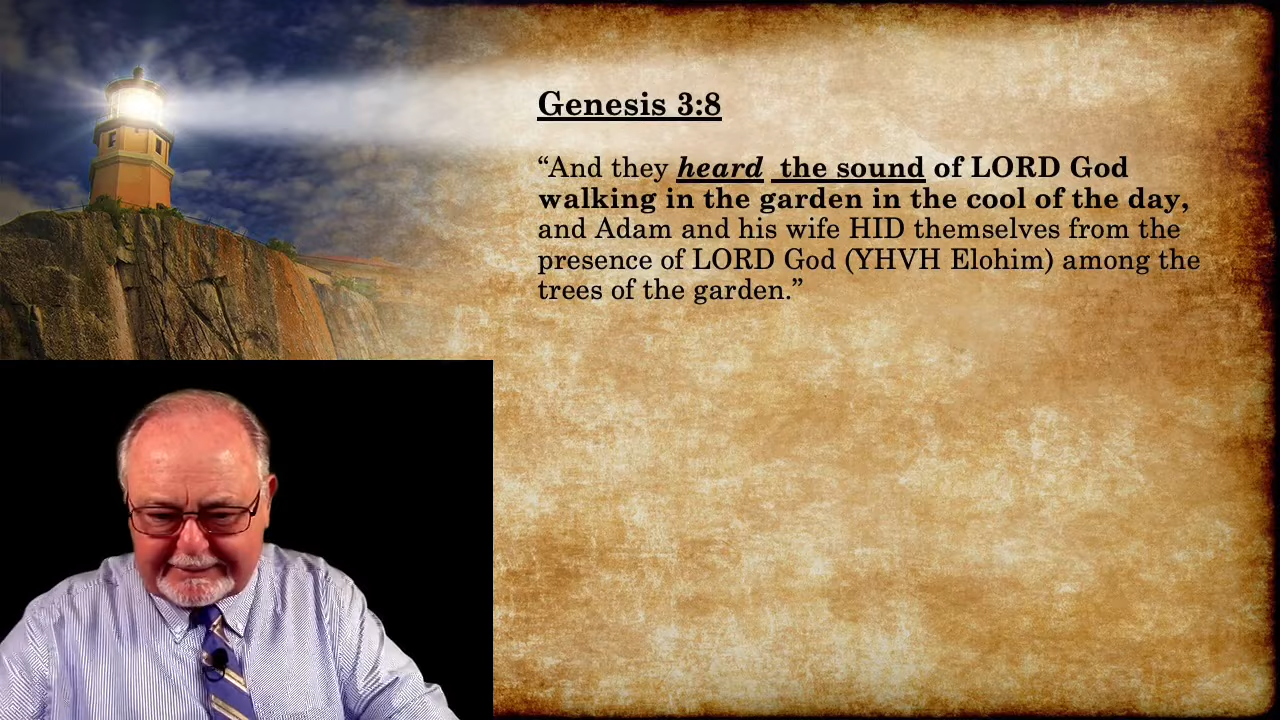 Genesis 3:8
“And they heard the sound of LORD God
walking in the garden in the cool of the day,
and Adam and his wife HID themselves from the
presence of LORD God (YHVH Elohim) among the
trees of the garden.”